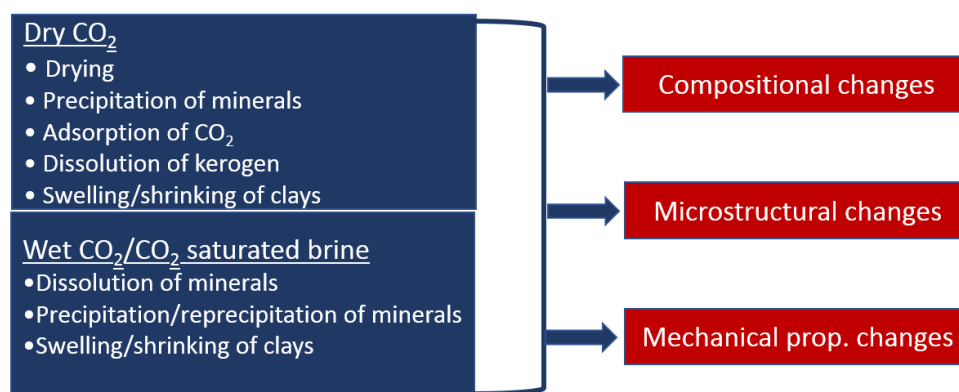 Dry CO₂
• Drying
• Precipitation of minerals
• Adsorption of CO₂
• Dissolution of kerogen
• Swelling/shrinking of clays
Wet CO₂/CO₂ saturated brine
•Dissolution of minerals
•Precipitation/reprecipitation of minerals
•Swelling/shrinking of clays
Compositional changes
Microstructural changes
Mechanical prop. changes